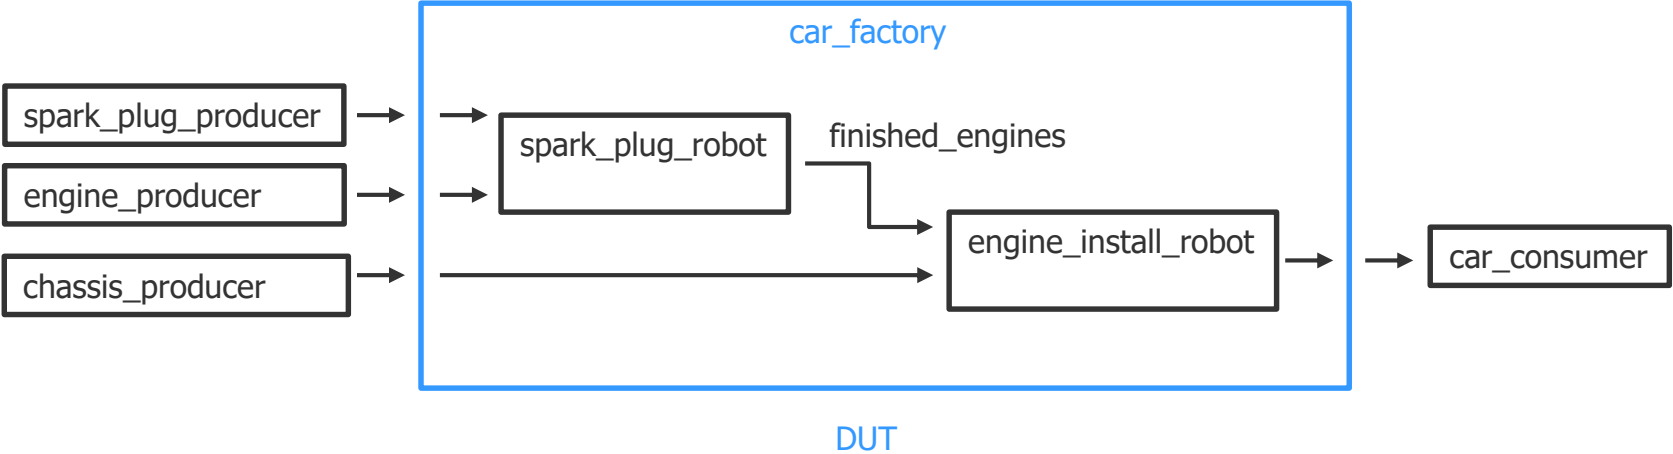 car_factory
spark_plug_producer
spark_plug_robot
finished_engines
engine_producer
engine_install_robot
car_consumer
chassis_producer
DUT